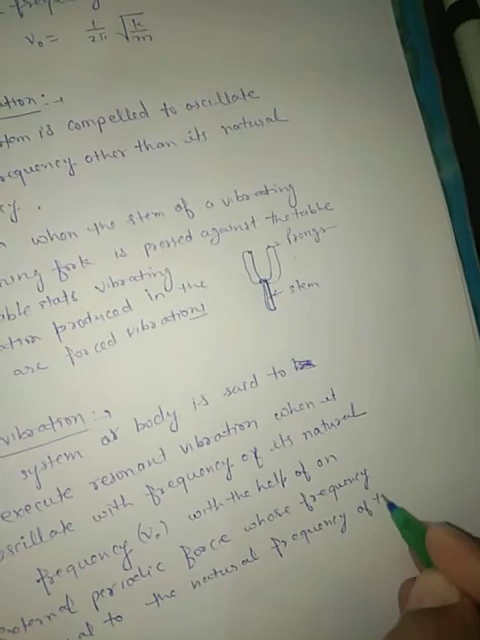 frequency
ν₀ = 1/2π √k/m
ation :→
stem is compelled to oscillate
requency other than its natural
cy.
when the stem of a vibrating
ning fork is pressed against the table
able stats vibrating
ation produced in the
are forced vibrations
Prongs
stem
vibration :→
system or body is said to
execute resonant vibration when it
oscillate with frequency of its natural
frequency (ν₀) with the help of an
external periodic force whose frequency
al to the natural frequency of t